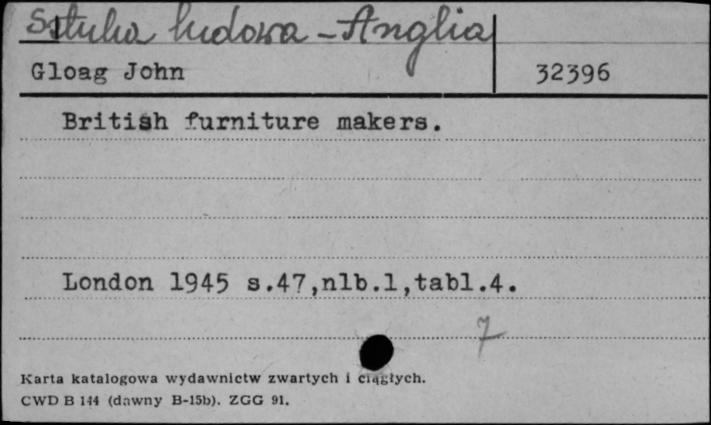 Sztuka ludowa - Anglia
Gloag John 32396
British furniture makers.
London 1945 s.47,nlb.1,tabl.4.
7
Karta katalogowa wydawnictw zwartych i ciągłych.
CWD B 144 (dawny B-15b). ZGG 91.